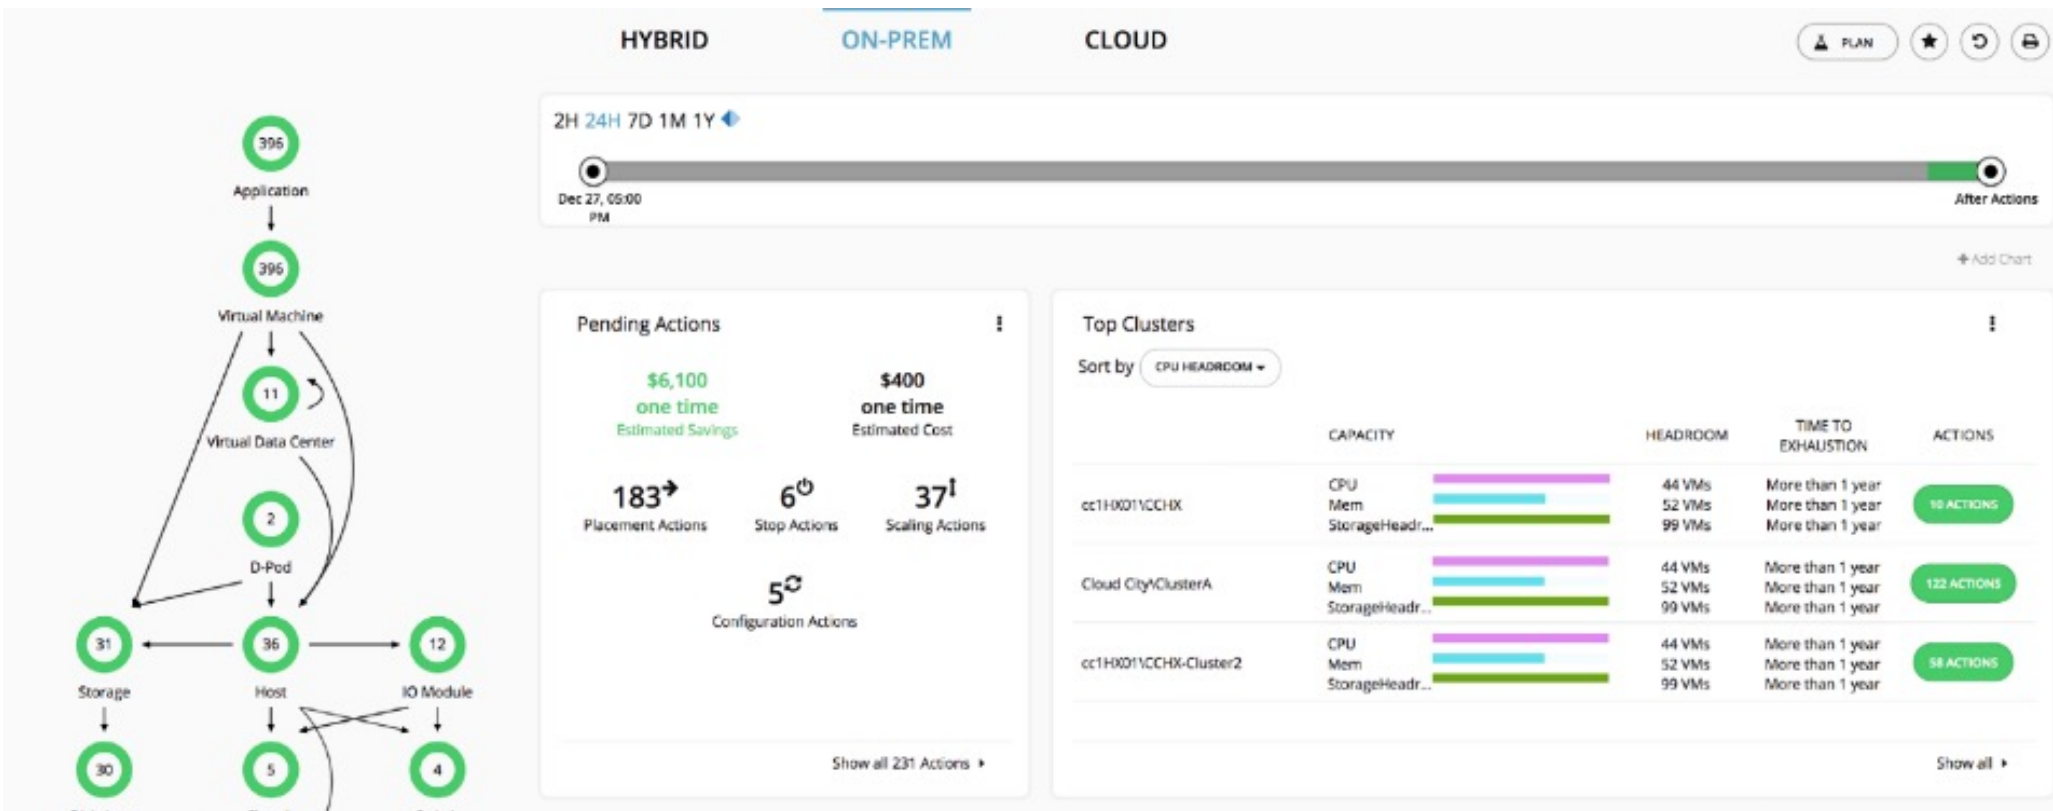 HYBRID ON-PREM CLOUD
PLAN
2H 24H 7D 1M 1Y
Dec 27, 05:00
PM
After Actions
+ Add Chart
396
Application
396
Virtual Machine
11
Virtual Data Center
2
D-Pod
31 36 12
Storage Host IO Module
30 5 4
Pending Actions
$6,100
one time
Estimated Savings
$400
one time
Estimated Cost
183
Placement Actions
6
Stop Actions
37
Scaling Actions
5
Configuration Actions
Show all 231 Actions
Top Clusters
Sort by CPU HEADROOM
CAPACITY HEADROOM TIME TO EXHAUSTION ACTIONS
cc1HX01\CCHX
CPU 44 VMs More than 1 year
Mem 52 VMs More than 1 year
StorageHeadr... 99 VMs More than 1 year
10 ACTIONS
Cloud City\ClusterA
CPU 44 VMs More than 1 year
Mem 52 VMs More than 1 year
StorageHeadr... 99 VMs More than 1 year
122 ACTIONS
cc1HX01\CCHX-Cluster2
CPU 44 VMs More than 1 year
Mem 52 VMs More than 1 year
StorageHeadr... 99 VMs More than 1 year
58 ACTIONS
Show all